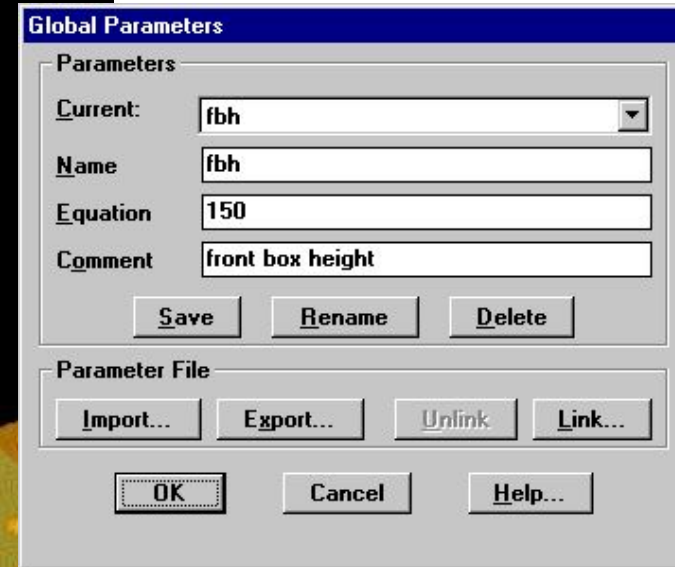 Global Parameters
Parameters
Current: fbh
Name fbh
Equation 150
Comment front box height
Save Rename Delete
Parameter File
Import... Export... Unlink Link...
OK Cancel Help...